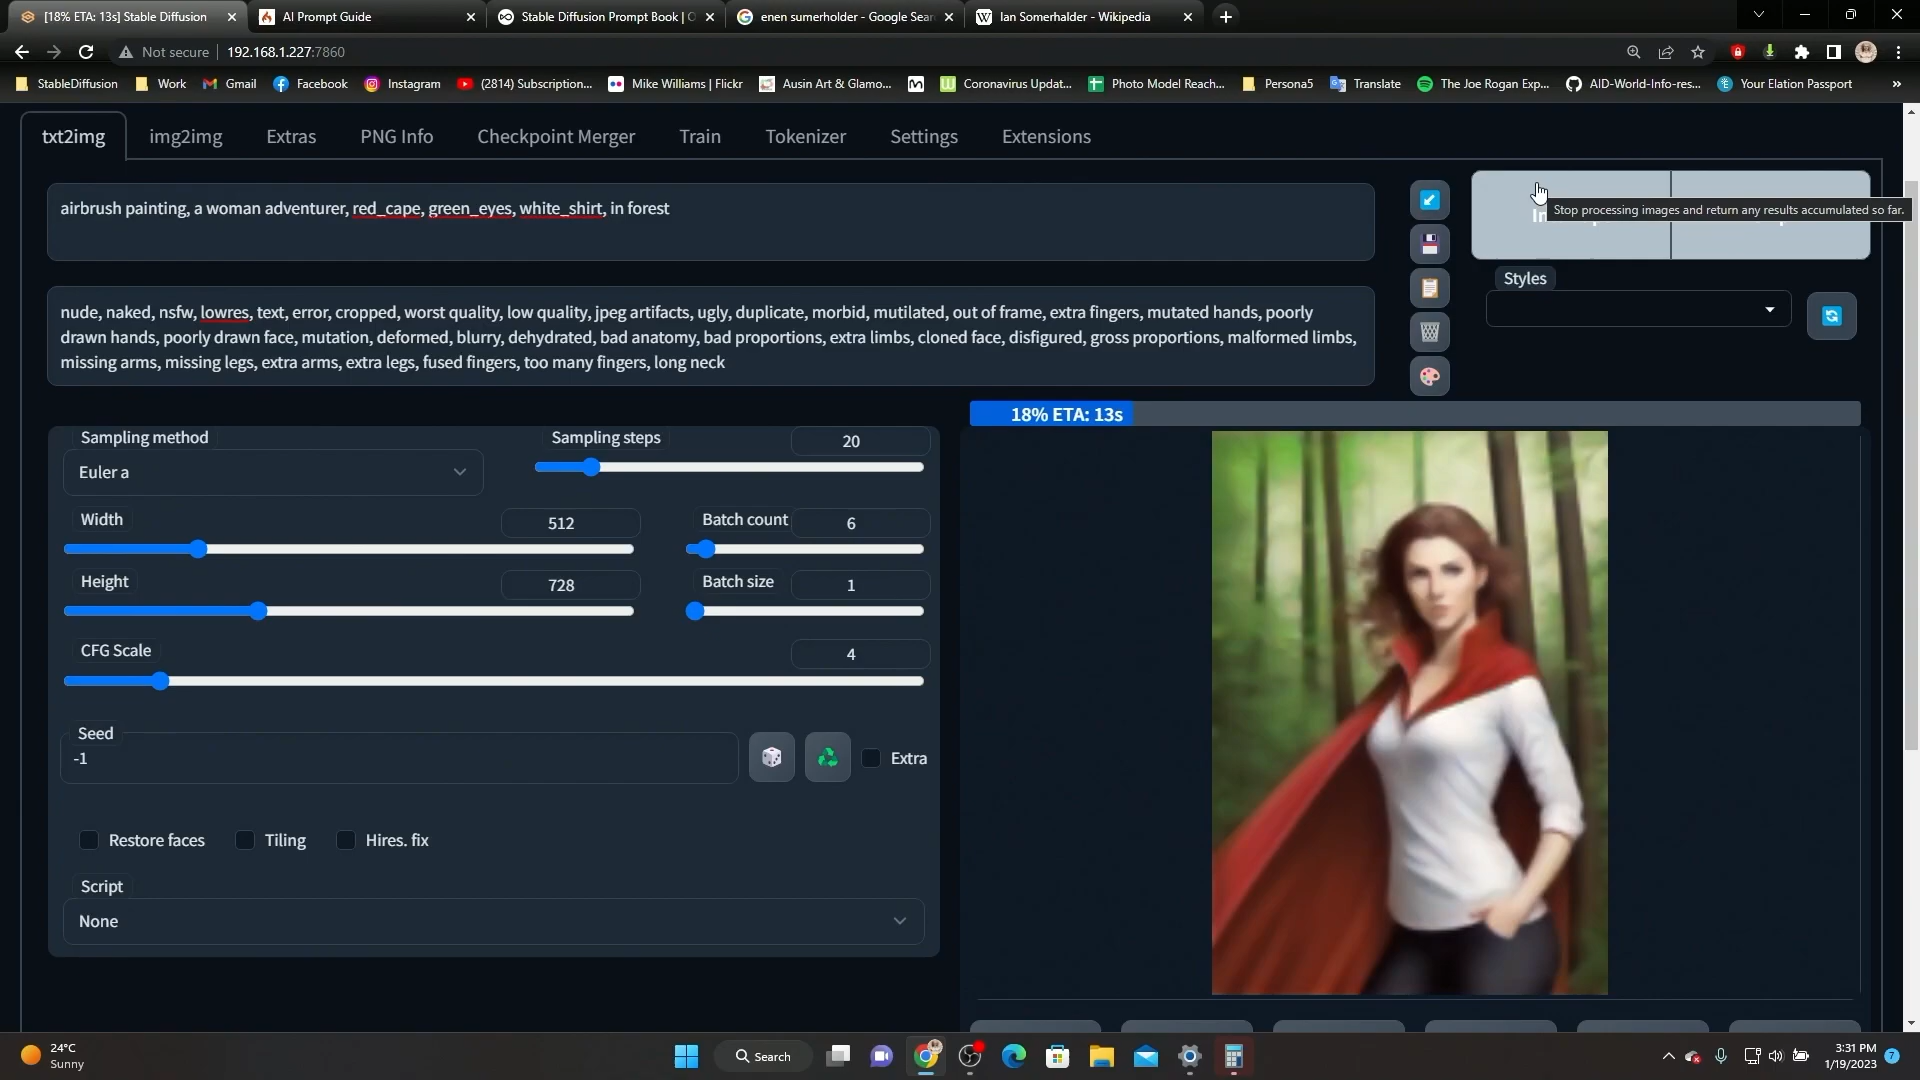 [18% ETA: 13s] Stable Diffusion
AI Prompt Guide
Stable Diffusion Prompt Book | O
enen sumerholder - Google Sear
Ian Somerhalder - Wikipedia
Not secure
192.168.1.227:7860
StableDiffusion
Work
Gmail
Facebook
Instagram
(2814) Subscription...
Mike Williams | Flickr
Ausin Art & Glamo...
Coronavirus Updat...
Photo Model Reach...
Persona5
Translate
The Joe Rogan Exp...
AID-World-Info-res...
Your Elation Passport
txt2img
img2img
Extras
PNG Info
Checkpoint Merger
Train
Tokenizer
Settings
Extensions
airbrush painting, a woman adventurer, red_cape, green_eyes, white_shirt, in forest
Stop processing images and return any results accumulated so far.
Styles
nude, naked, nsfw, lowres, text, error, cropped, worst quality, low quality, jpeg artifacts, ugly, duplicate, morbid, mutilated, out of frame, extra fingers, mutated hands, poorly
drawn hands, poorly drawn face, mutation, deformed, blurry, dehydrated, bad anatomy, bad proportions, extra limbs, cloned face, disfigured, gross proportions, malformed limbs,
missing arms, missing legs, extra arms, extra legs, fused fingers, too many fingers, long neck
18% ETA: 13s
Sampling method
Euler a
Sampling steps
20
Width
512
Batch count
6
Height
728
Batch size
1
CFG Scale
4
Seed
-1
Extra
Restore faces
Tiling
Hires. fix
Script
None
24°C
Sunny
Search
3:31 PM
1/19/2023
7